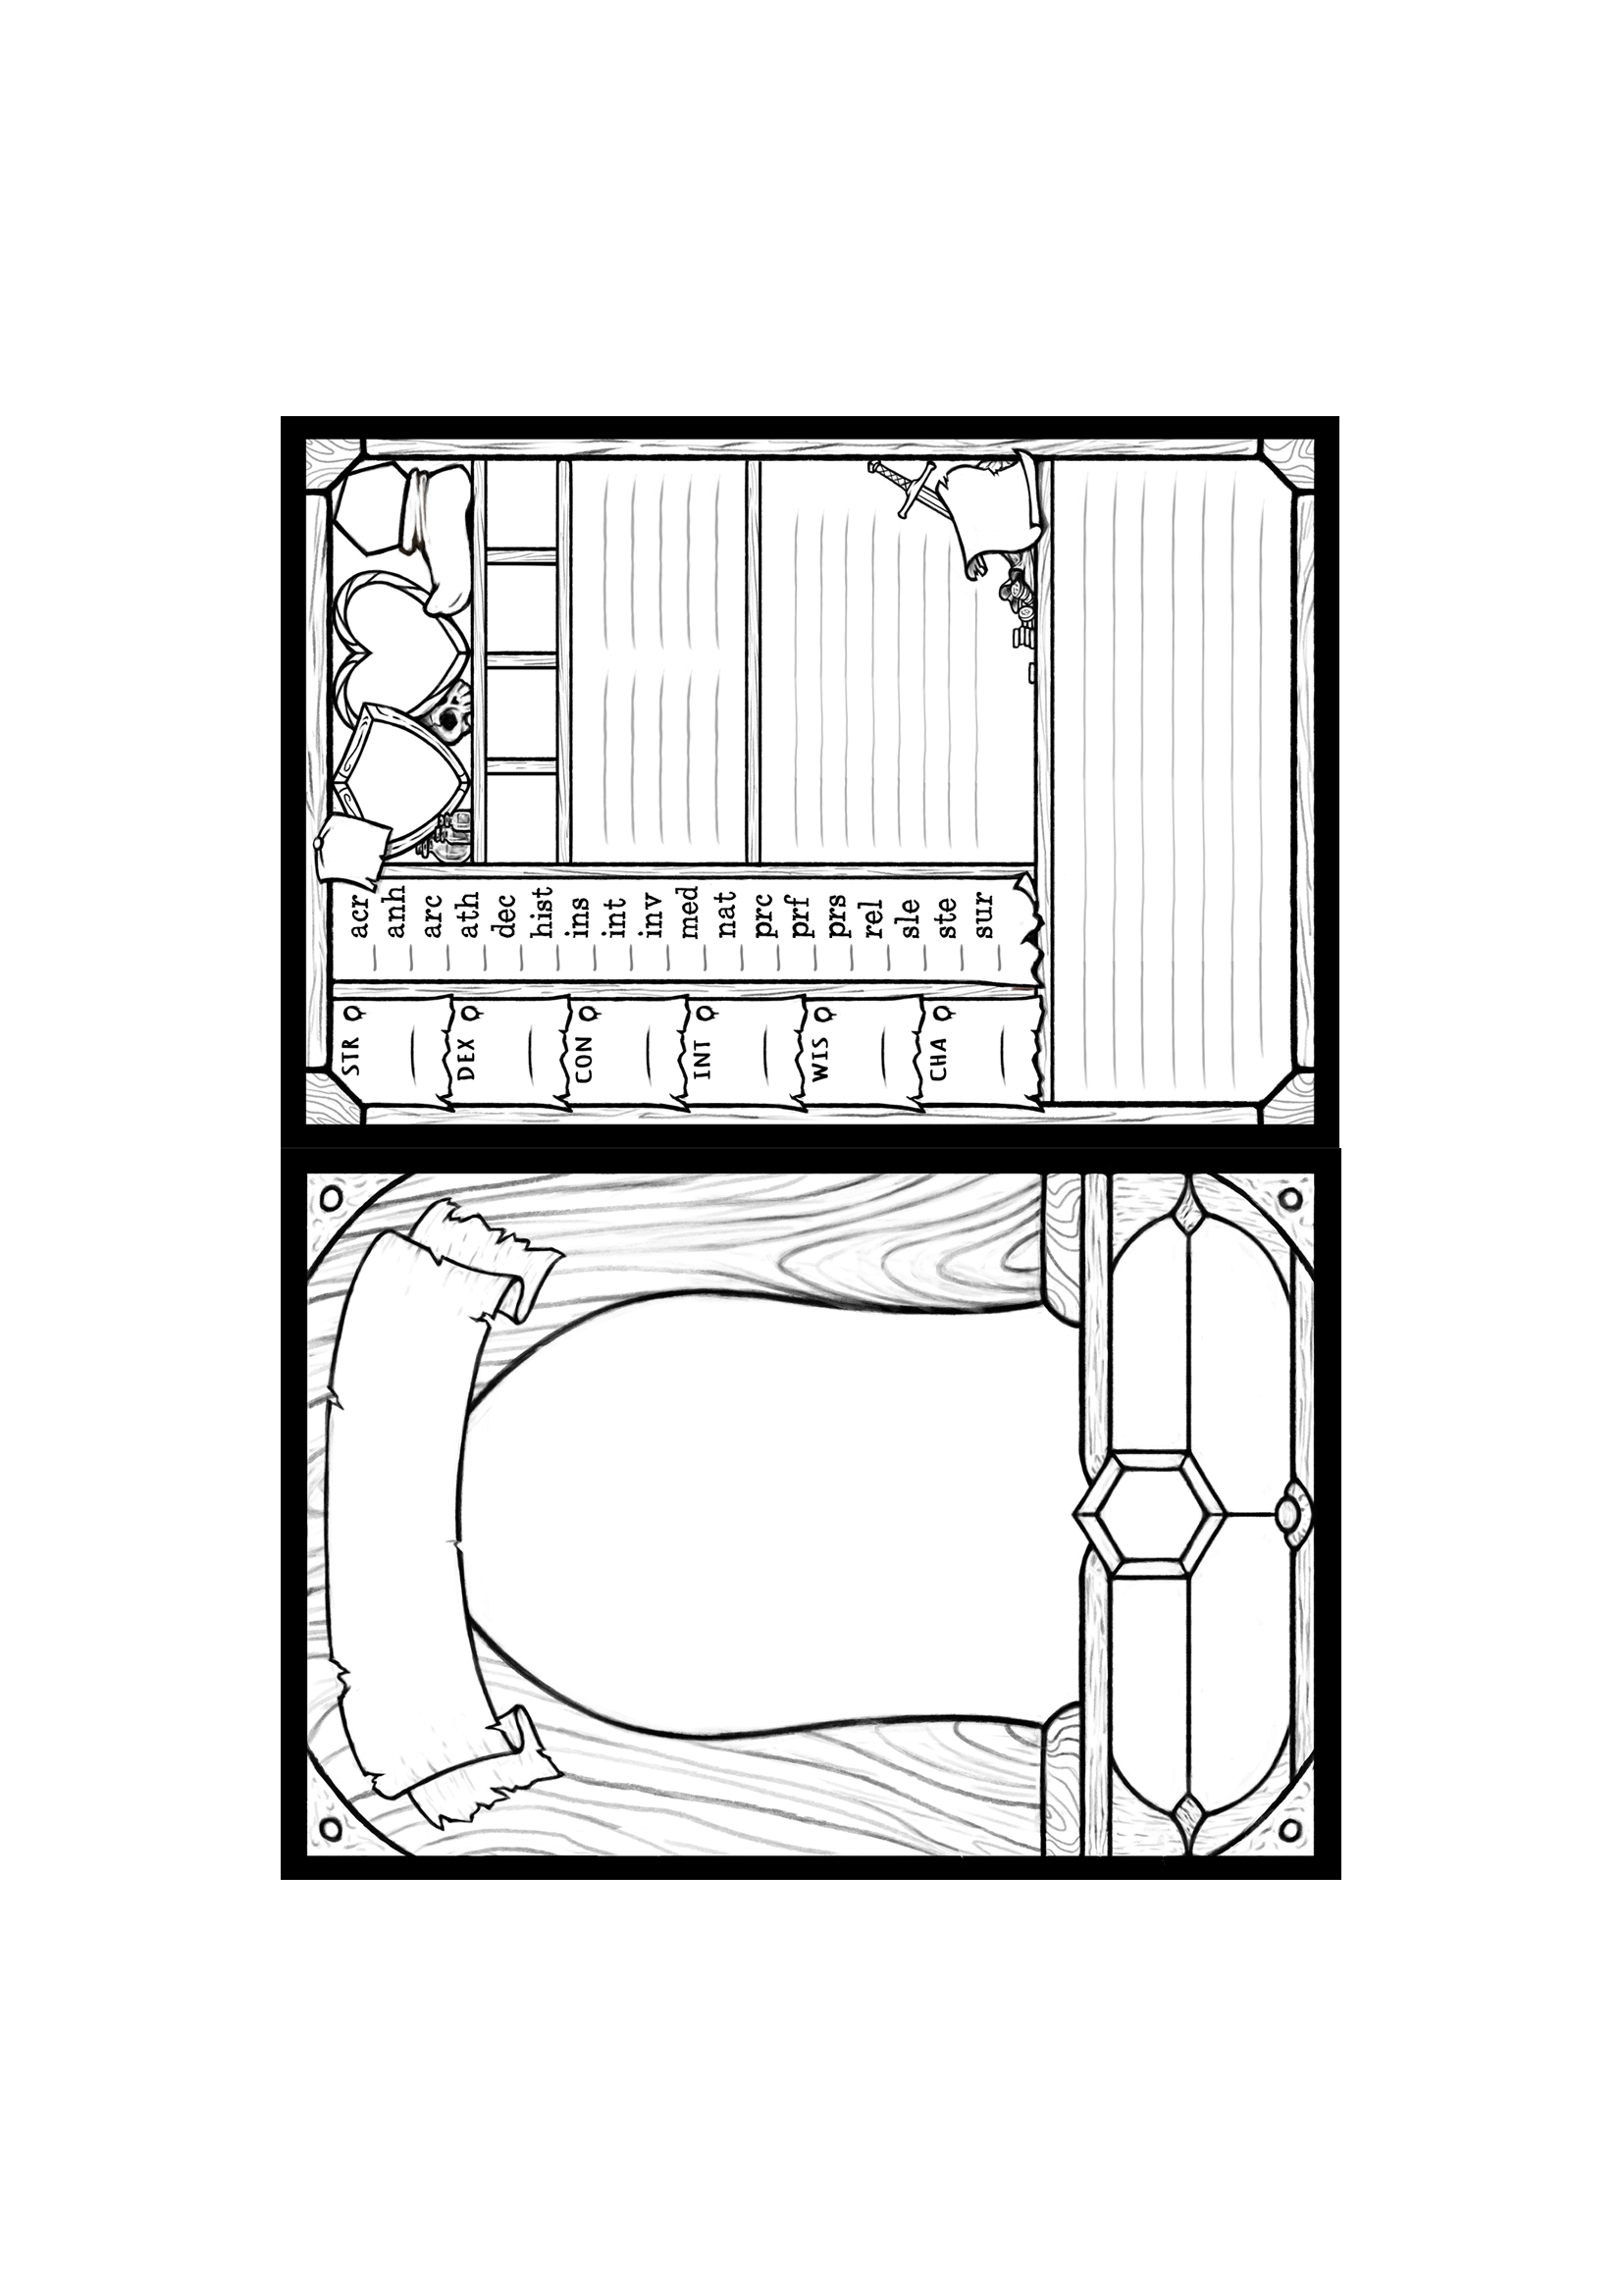 STR
DEX
CON
INT
WIS
CHA
acr
anh
arc
ath
dec
hist
ins
int
inv
med
nat
prc
prf
prs
rel
sle
ste
sur